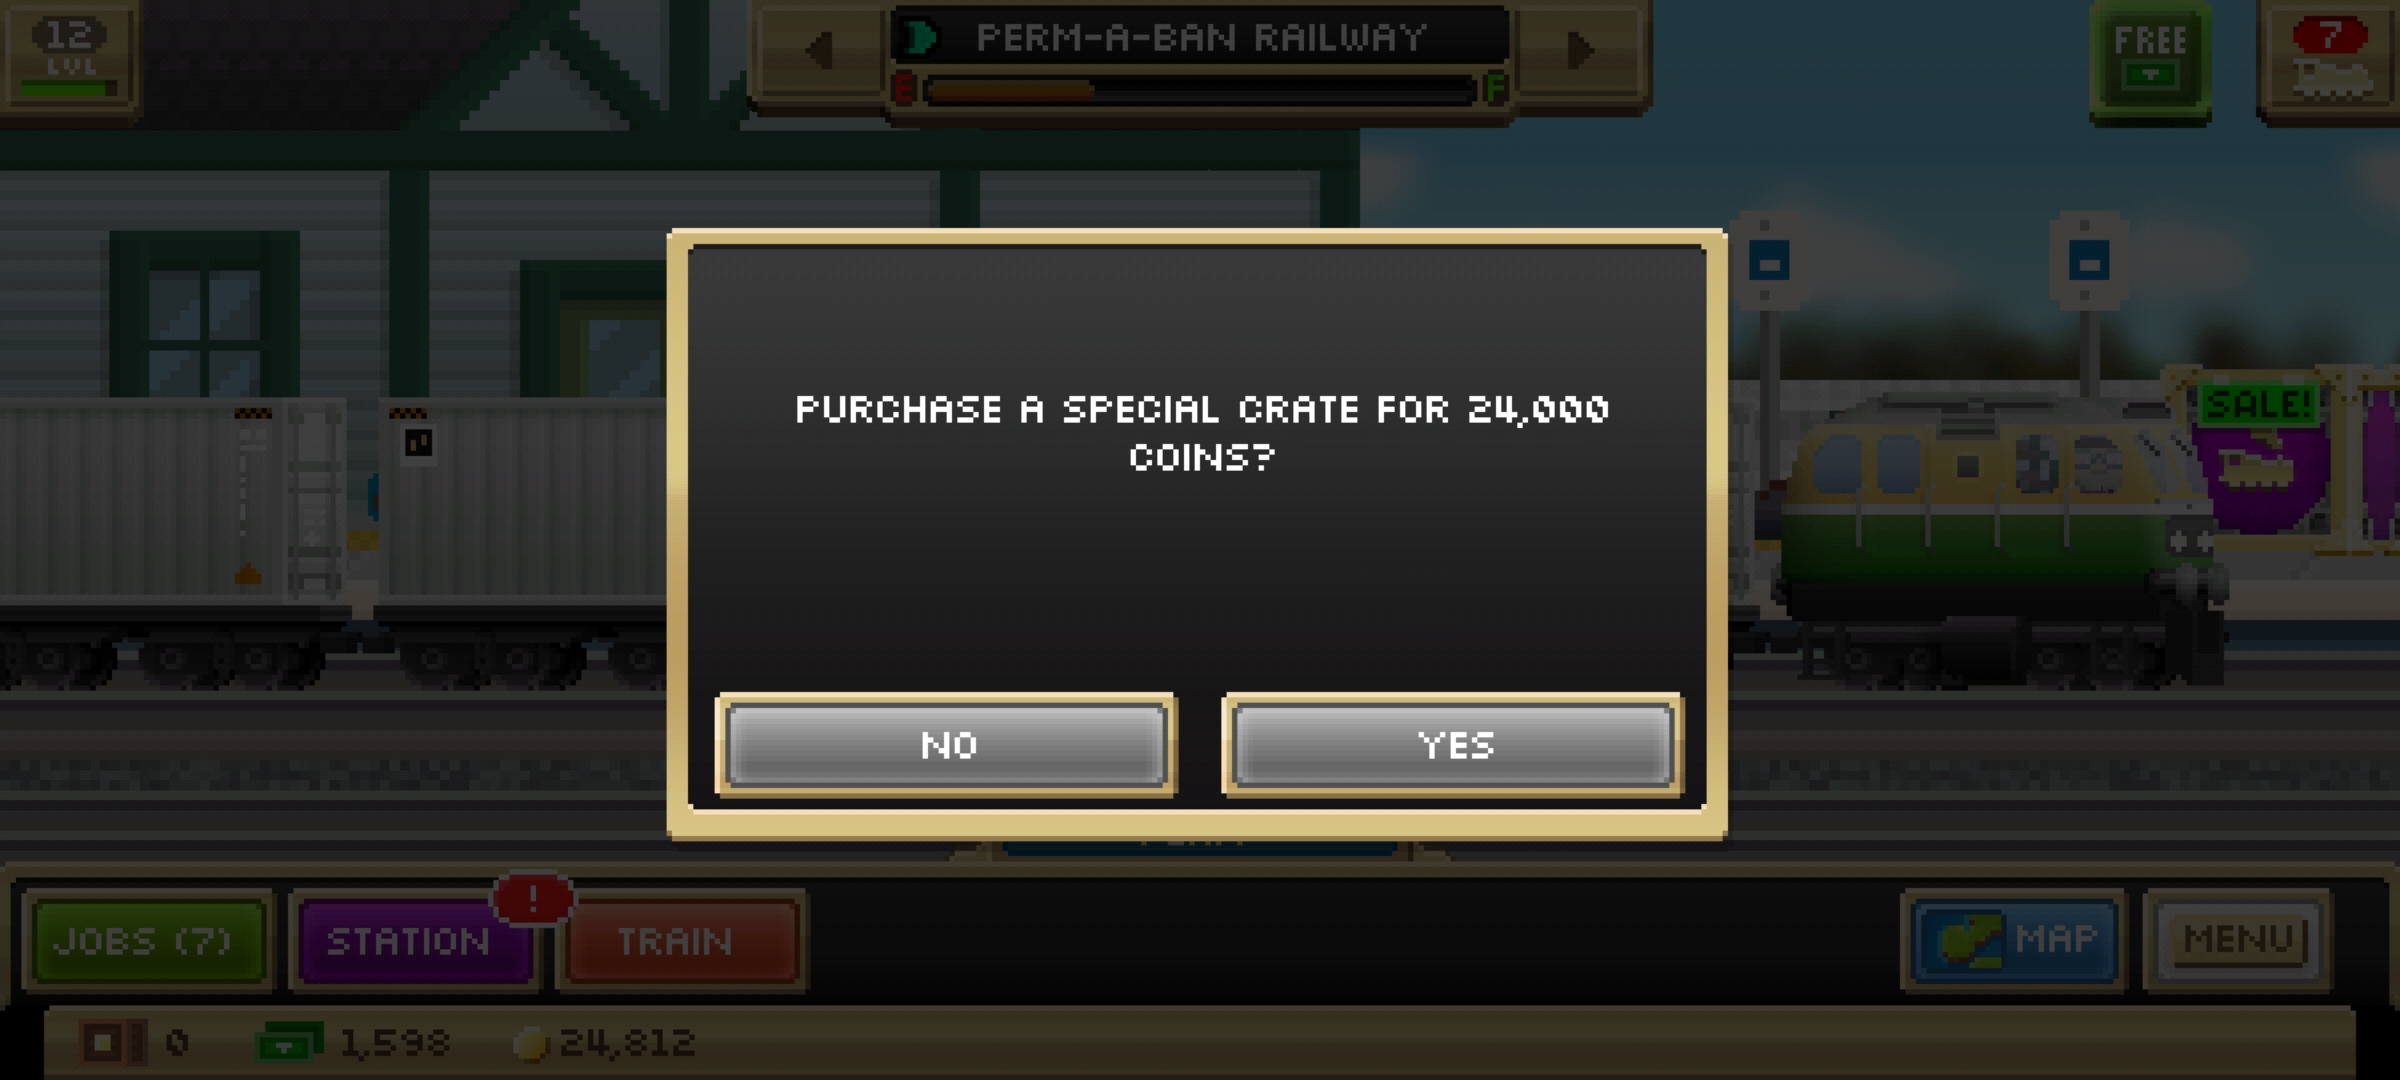 12
LVL
PERM-A-BAN RAILWAY
E
F
FREE
7
SALE!
PURCHASE A SPECIAL CRATE FOR 24,000
COINS?
NO
YES
JOBS (7)
STATION
!
TRAIN
MAP
MENU
0
1,598
24,812